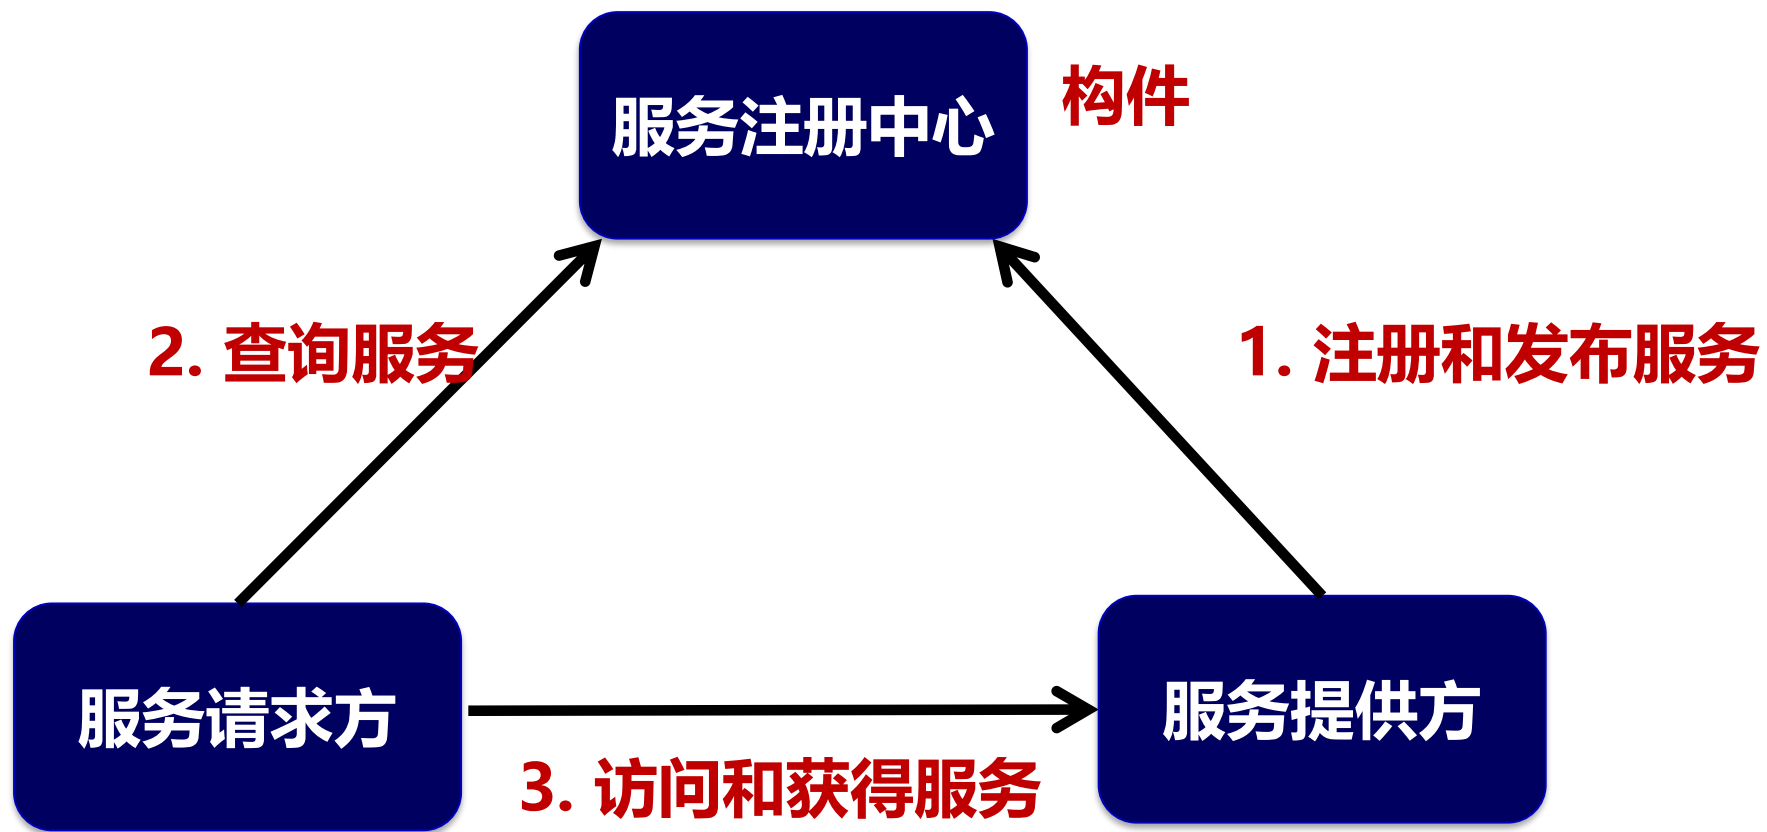 服务注册中心
构件
2. 查询服务
1. 注册和发布服务
服务请求方
服务提供方
3. 访问和获得服务